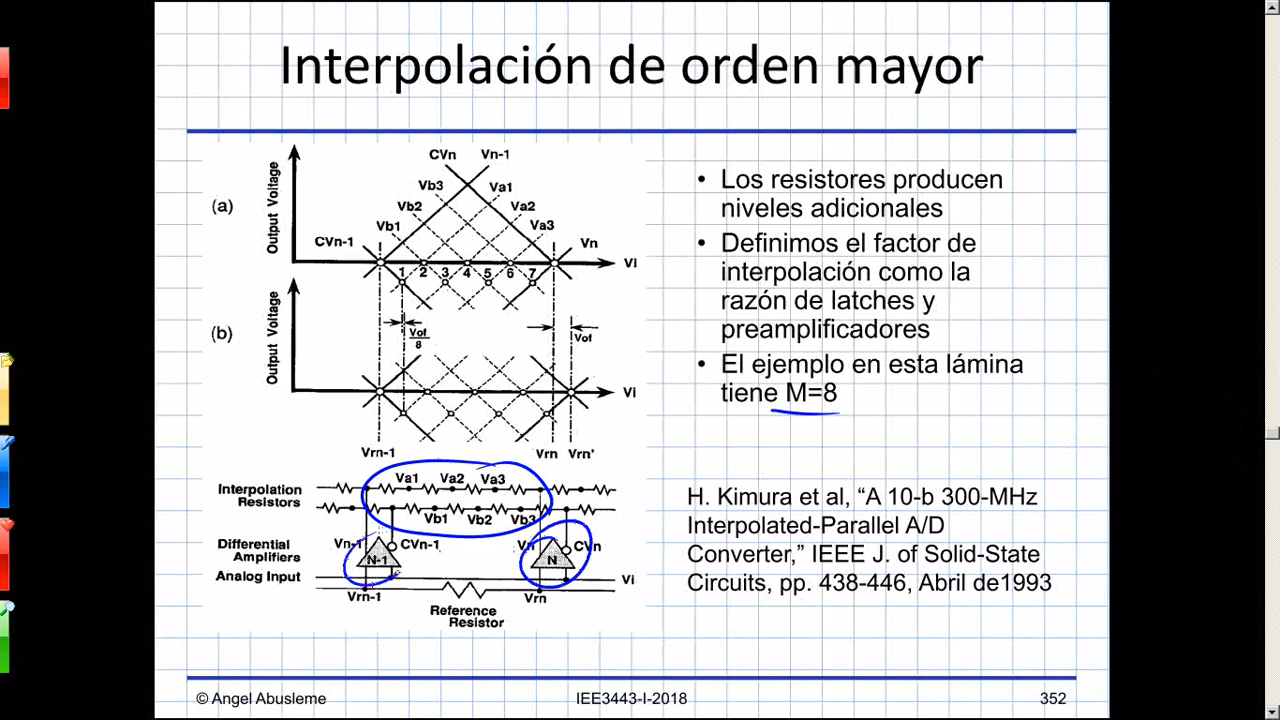 Interpolación de orden mayor
(a)
Output Voltage
CVn Vn-1
Vb3 Va1
Vb2 Va2
Vb1 Va3
CVn-1 Vn
Vi
1 2 3 4 5 6 7
(b)
Output Voltage
Vof
8
Vof
Vi
Vrn-1 Vrn Vrn'
Interpolation
Resistors
Va1 Va2 Va3
Vb1 Vb2 Vb3
Differential
Amplifiers
Vn-1 CVn-1 Vn CVn
N-1 N
Analog Input Vi
Vrn-1 Vrn
Reference
Resistor
• Los resistores producen
niveles adicionales
• Definimos el factor de
interpolación como la
razón de latches y
preamplificadores
• El ejemplo en esta lámina
tiene M=8
H. Kimura et al, “A 10-b 300-MHz
Interpolated-Parallel A/D
Converter,” IEEE J. of Solid-State
Circuits, pp. 438-446, Abril de1993
© Angel Abusleme IEE3443-I-2018 352